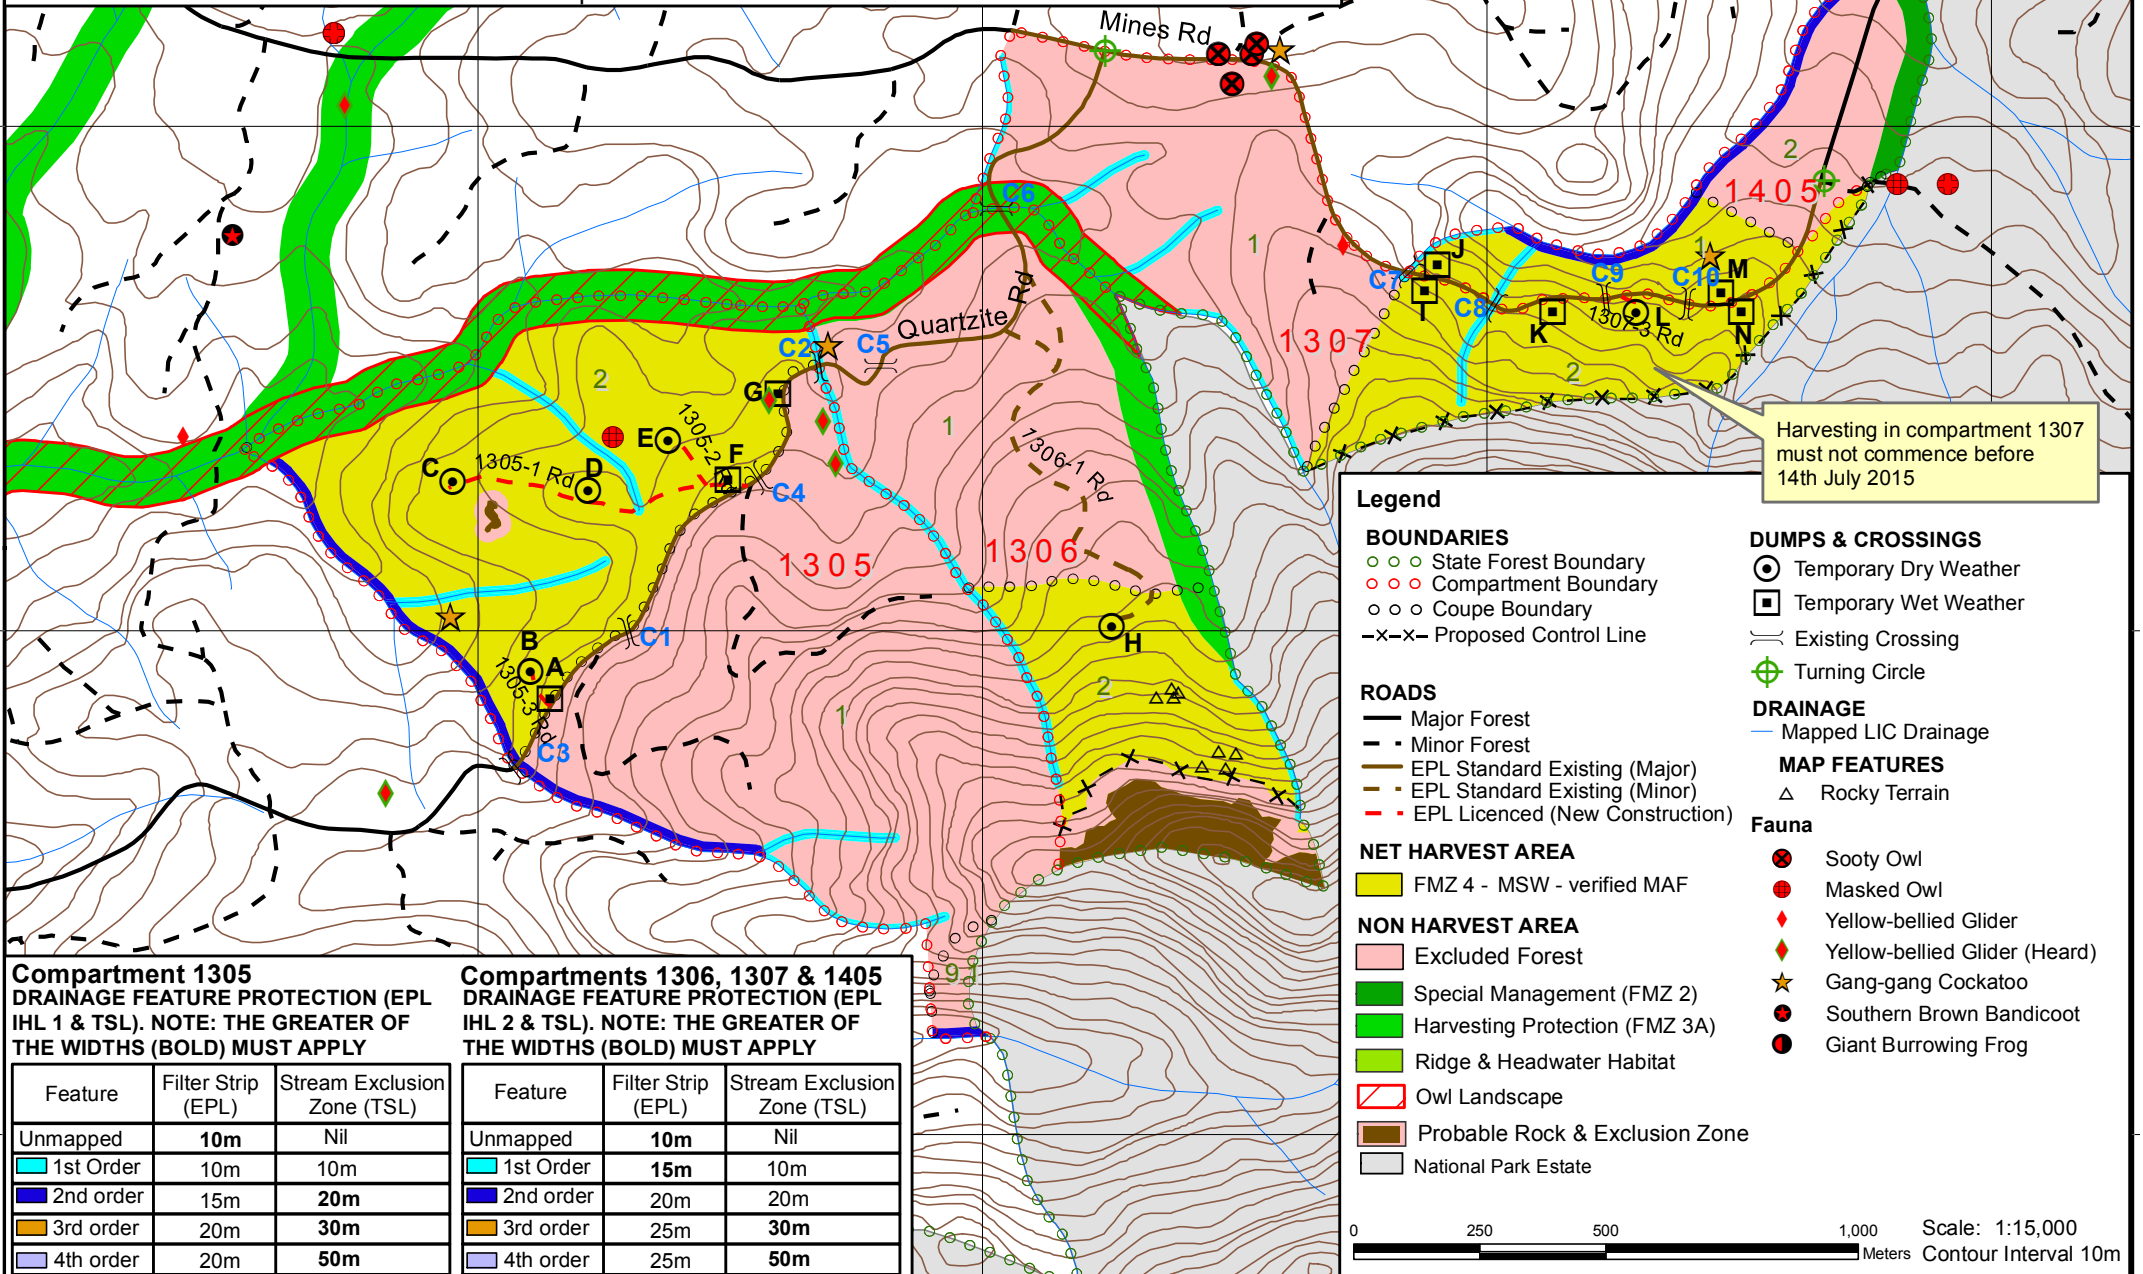 Mines Rd
C6
2
1405
1
1
J
C7
C9
C10
M
C8
I
K
L
N
1307-3 Rd
1307
2
Rd
Quartzite
C2
C5
2
G
1
E
1305-2
F
C
1305-1 Rd
D
C4
1306-1 Rd
1305
1306
B
A
C1
H
1305-3 Rd
C3
2
1
91
Harvesting in compartment 1307
must not commence before
14th July 2015
Legend
BOUNDARIES
State Forest Boundary
Compartment Boundary
Coupe Boundary
Proposed Control Line
ROADS
Major Forest
Minor Forest
EPL Standard Existing (Major)
EPL Standard Existing (Minor)
EPL Licenced (New Construction)
NET HARVEST AREA
FMZ 4 - MSW - verified MAF
NON HARVEST AREA
Excluded Forest
Special Management (FMZ 2)
Harvesting Protection (FMZ 3A)
Ridge & Headwater Habitat
Owl Landscape
Probable Rock & Exclusion Zone
National Park Estate
DUMPS & CROSSINGS
Temporary Dry Weather
Temporary Wet Weather
Existing Crossing
Turning Circle
DRAINAGE
Mapped LIC Drainage
MAP FEATURES
Rocky Terrain
Fauna
Sooty Owl
Masked Owl
Yellow-bellied Glider
Yellow-bellied Glider (Heard)
Gang-gang Cockatoo
Southern Brown Bandicoot
Giant Burrowing Frog
0 250 500 1,000
Meters
Scale: 1:15,000
Contour Interval 10m
Compartment 1305
DRAINAGE FEATURE PROTECTION (EPL
IHL 1 & TSL). NOTE: THE GREATER OF
THE WIDTHS (BOLD) MUST APPLY
Feature Filter Strip (EPL) Stream Exclusion Zone (TSL)
Unmapped 10m Nil
1st Order 10m 10m
2nd order 15m 20m
3rd order 20m 30m
4th order 20m 50m
Compartments 1306, 1307 & 1405
DRAINAGE FEATURE PROTECTION (EPL
IHL 2 & TSL). NOTE: THE GREATER OF
THE WIDTHS (BOLD) MUST APPLY
Feature Filter Strip (EPL) Stream Exclusion Zone (TSL)
Unmapped 10m Nil
1st Order 15m 10m
2nd order 20m 20m
3rd order 25m 30m
4th order 25m 50m